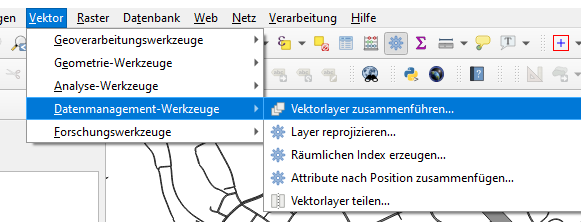 gen Vektor Raster Datenbank Web Netz Verarbeitung Hilfe
Geoverarbeitungswerkzeuge
Geometrie-Werkzeuge
Analyse-Werkzeuge
Datenmanagement-Werkzeuge
Forschungswerkzeuge
Vektorlayer zusammenführen...
Layer reprojizieren...
Räumlichen Index erzeugen...
Attribute nach Position zusammenfügen...
Vektorlayer teilen...